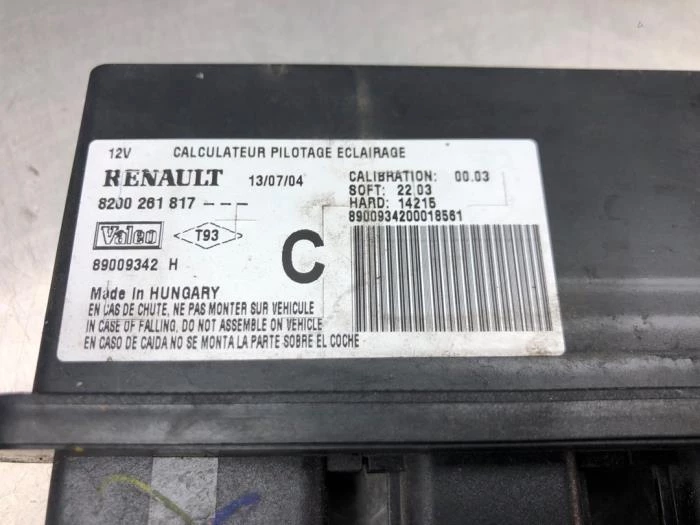 12V CALCULATEUR PILOTAGE ECLAIRAGE
RENAULT 13/07/04 CALIBRATION: 00.03
SOFT: 22.03
8200 261 817 --- HARD: 14215
8900934200018561
Valeo T93
C
89009342 H
Made in HUNGARY
EN CAS DE CHUTE, NE PAS MONTER SUR VEHICULE
IN CASE OF FALLING, DO NOT ASSEMBLE ON VEHICLE
EN CASO DE CAIDA NO SE MONTA LA PARTE SOBRE EL COCHE